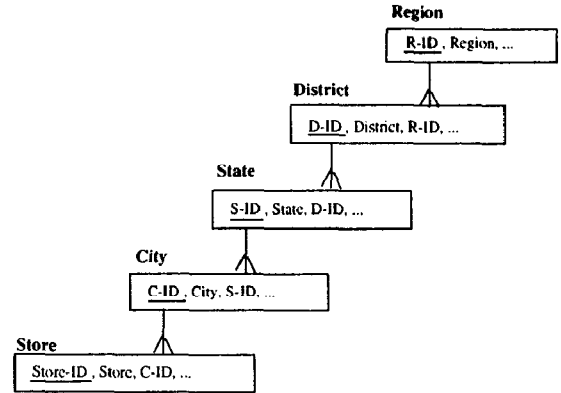 Region
R-ID , Region, ...
District
D-ID , District, R-ID, ...
State
S-ID , State, D-ID, ...
City
C-ID , City, S-ID, ...
Store
Store-ID , Store, C-ID, ...